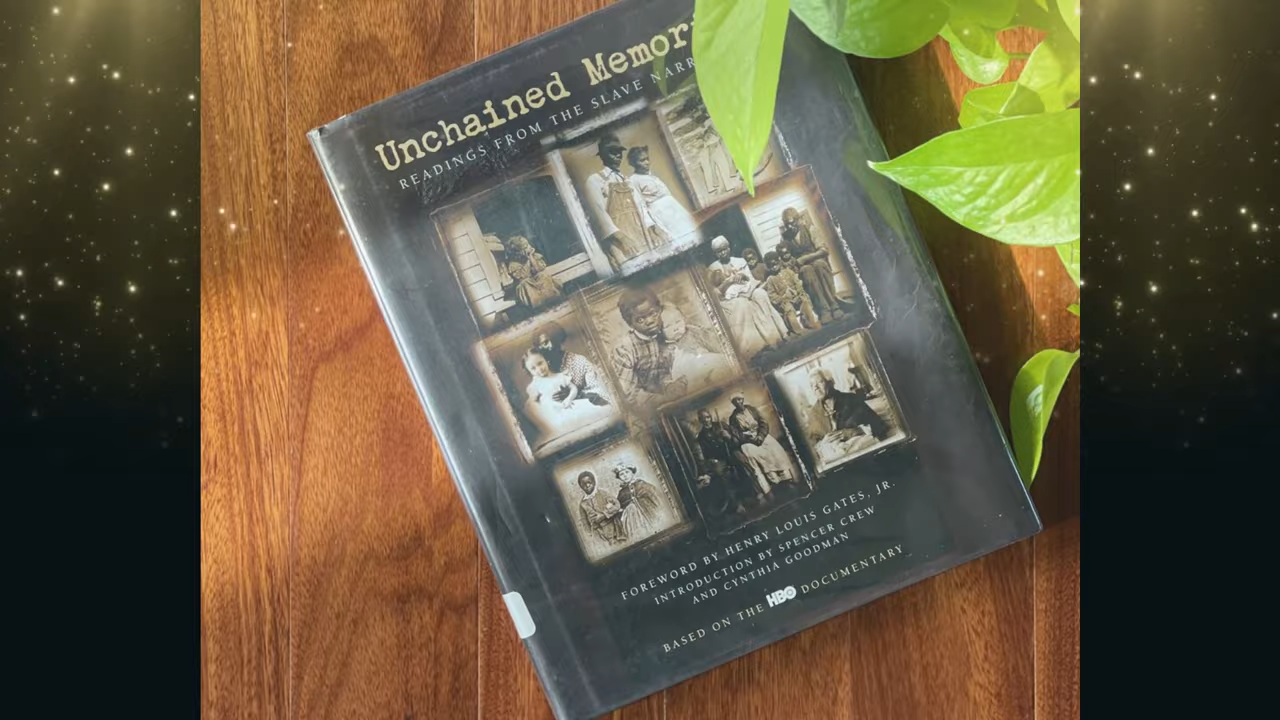 Unchained Memori
READINGS FROM THE SLAVE NARR
FOREWORD BY HENRY LOUIS GATES, JR.
INTRODUCTION BY SPENCER CREW
AND CYNTHIA GOODMAN
BASED ON THE HBO DOCUMENTARY